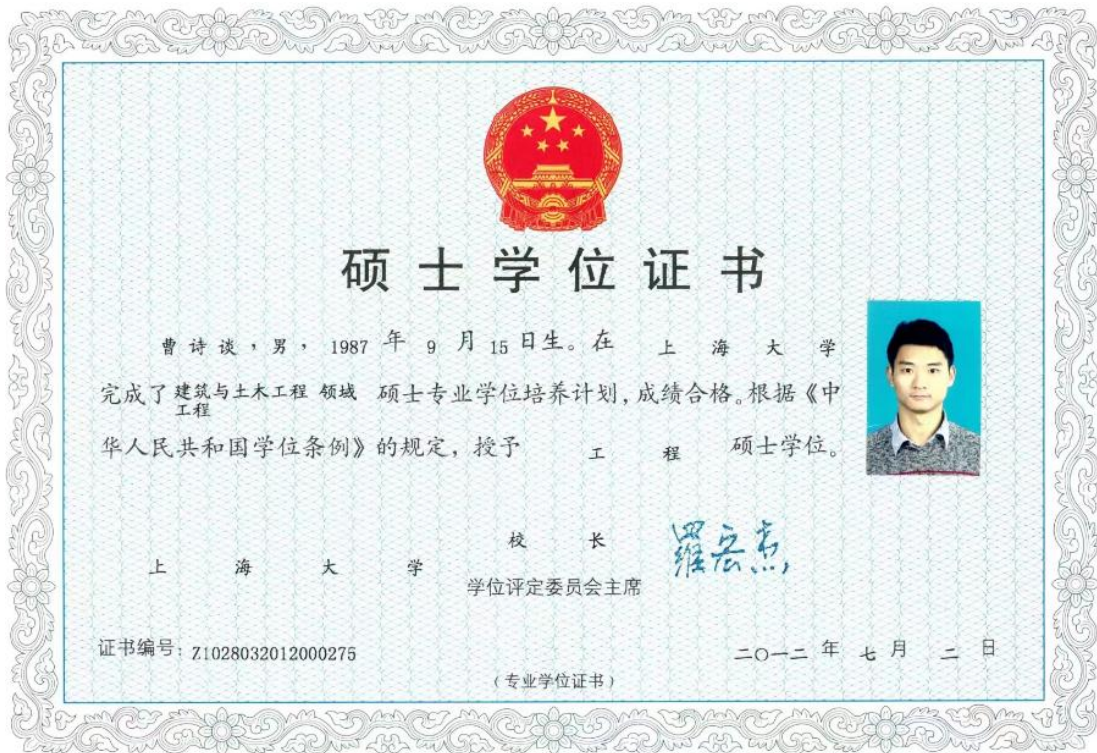 硕士学位证书
曹诗谈，男，1987 年 9 月 15 日生。在 上海大学
完成了 建筑与土木工程 领域 硕士专业学位培养计划，成绩合格。根据《中
工程
华人民共和国学位条例》的规定，授予 工程 硕士学位。
校长 羅宏杰
上海大学
学位评定委员会主席
证书编号：Z1028032012000275
二〇一二 年 七 月 二 日
（专业学位证书）